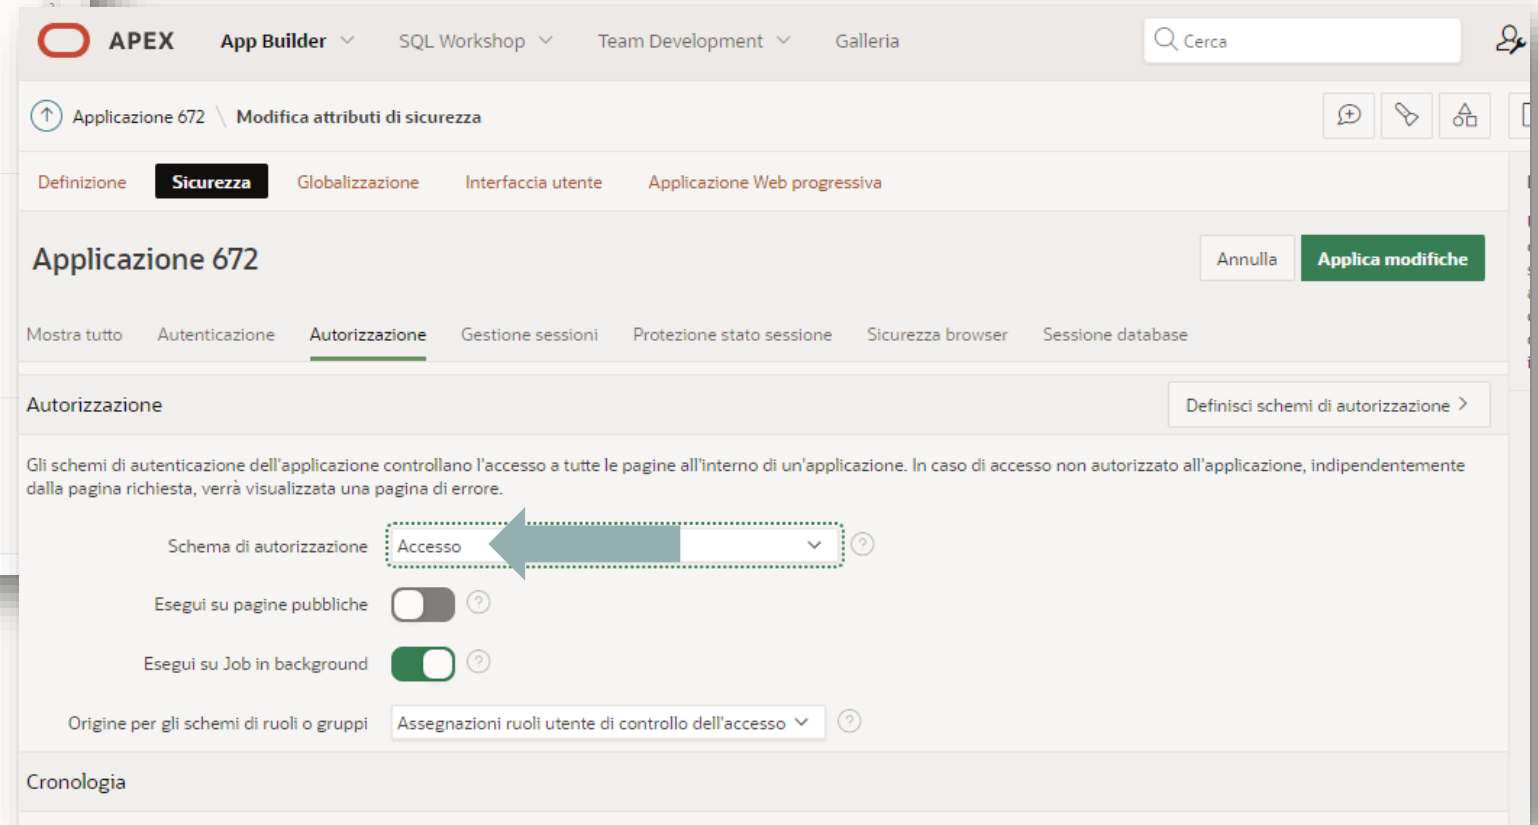 APEX App Builder SQL Workshop Team Development Galleria Cerca
Applicazione 672 \ Modifica attributi di sicurezza
Definizione Sicurezza Globalizzazione Interfaccia utente Applicazione Web progressiva
Applicazione 672 Annulla Applica modifiche
Mostra tutto Autenticazione Autorizzazione Gestione sessioni Protezione stato sessione Sicurezza browser Sessione database
Autorizzazione Definisci schemi di autorizzazione >
Gli schemi di autenticazione dell'applicazione controllano l'accesso a tutte le pagine all'interno di un'applicazione. In caso di accesso non autorizzato all'applicazione, indipendentemente
dalla pagina richiesta, verrà visualizzata una pagina di errore.
Schema di autorizzazione Accesso ?
Esegui su pagine pubbliche ?
Esegui su Job in background ?
Origine per gli schemi di ruoli o gruppi Assegnazioni ruoli utente di controllo dell'accesso ?
Cronologia